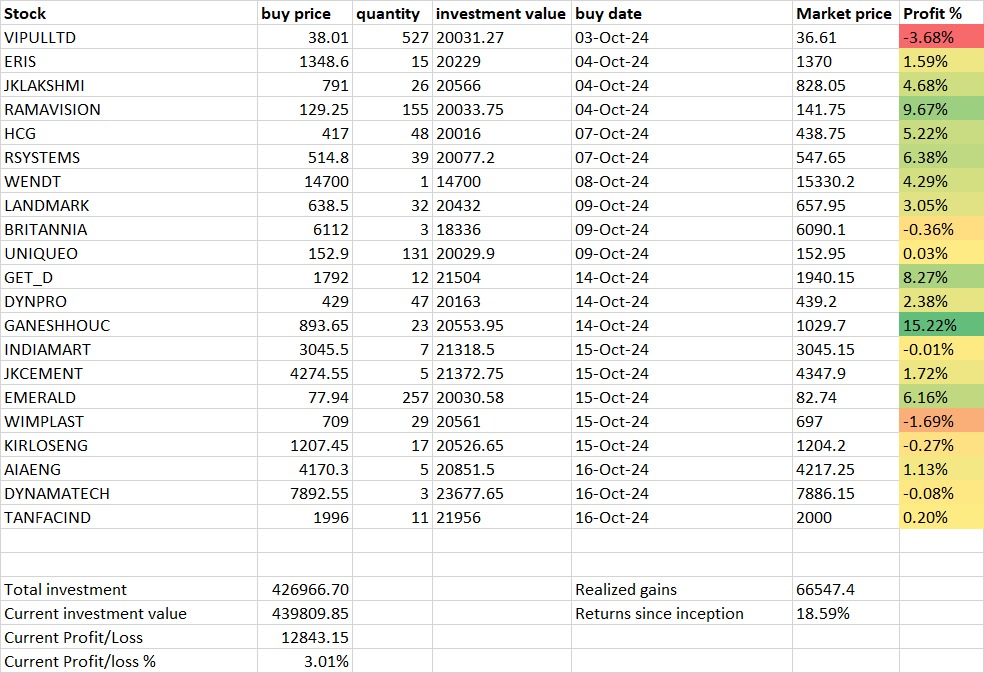 Stock buy price quantity investment value buy date Market price Profit %
VIPULLTD 38.01 527 20031.27 03-Oct-24 36.61 -3.68%
ERIS 1348.6 15 20229 04-Oct-24 1370 1.59%
JKLAKSHMI 791 26 20566 04-Oct-24 828.05 4.68%
RAMAVISION 129.25 155 20033.75 04-Oct-24 141.75 9.67%
HCG 417 48 20016 07-Oct-24 438.75 5.22%
RSYSTEMS 514.8 39 20077.2 07-Oct-24 547.65 6.38%
WENDT 14700 1 14700 08-Oct-24 15330.2 4.29%
LANDMARK 638.5 32 20432 09-Oct-24 657.95 3.05%
BRITANNIA 6112 3 18336 09-Oct-24 6090.1 -0.36%
UNIQUEO 152.9 131 20029.9 09-Oct-24 152.95 0.03%
GET_D 1792 12 21504 14-Oct-24 1940.15 8.27%
DYNPRO 429 47 20163 14-Oct-24 439.2 2.38%
GANESHHOUC 893.65 23 20553.95 14-Oct-24 1029.7 15.22%
INDIAMART 3045.5 7 21318.5 15-Oct-24 3045.15 -0.01%
JKCEMENT 4274.55 5 21372.75 15-Oct-24 4347.9 1.72%
EMERALD 77.94 257 20030.58 15-Oct-24 82.74 6.16%
WIMPLAST 709 29 20561 15-Oct-24 697 -1.69%
KIRLOSENG 1207.45 17 20526.65 15-Oct-24 1204.2 -0.27%
AIAENG 4170.3 5 20851.5 16-Oct-24 4217.25 1.13%
DYNAMATECH 7892.55 3 23677.65 16-Oct-24 7886.15 -0.08%
TANFACIND 1996 11 21956 16-Oct-24 2000 0.20%
Total investment 426966.70 Realized gains 66547.4
Current investment value 439809.85 Returns since inception 18.59%
Current Profit/Loss 12843.15
Current Profit/loss % 3.01%